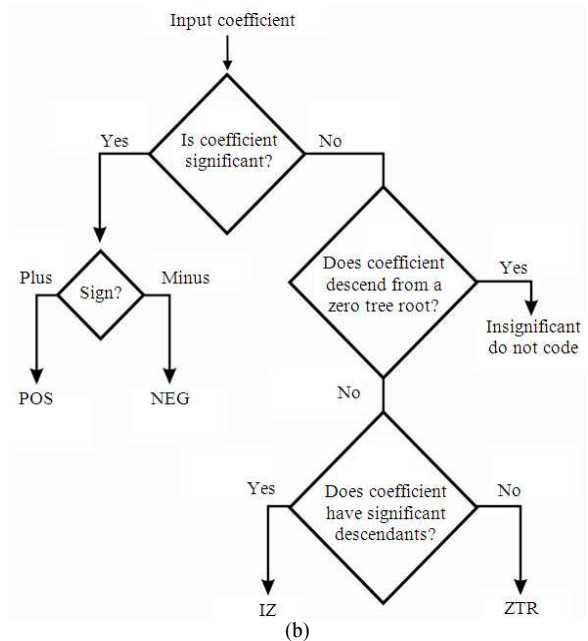 Input coefficient
Is coefficient
significant?
Yes
No
Plus
Sign?
Minus
Does coefficient
descend from a
zero tree root?
Yes
Insignificant
do not code
POS
NEG
No
Yes
Does coefficient
have significant
descendants?
No
IZ
ZTR
(b)